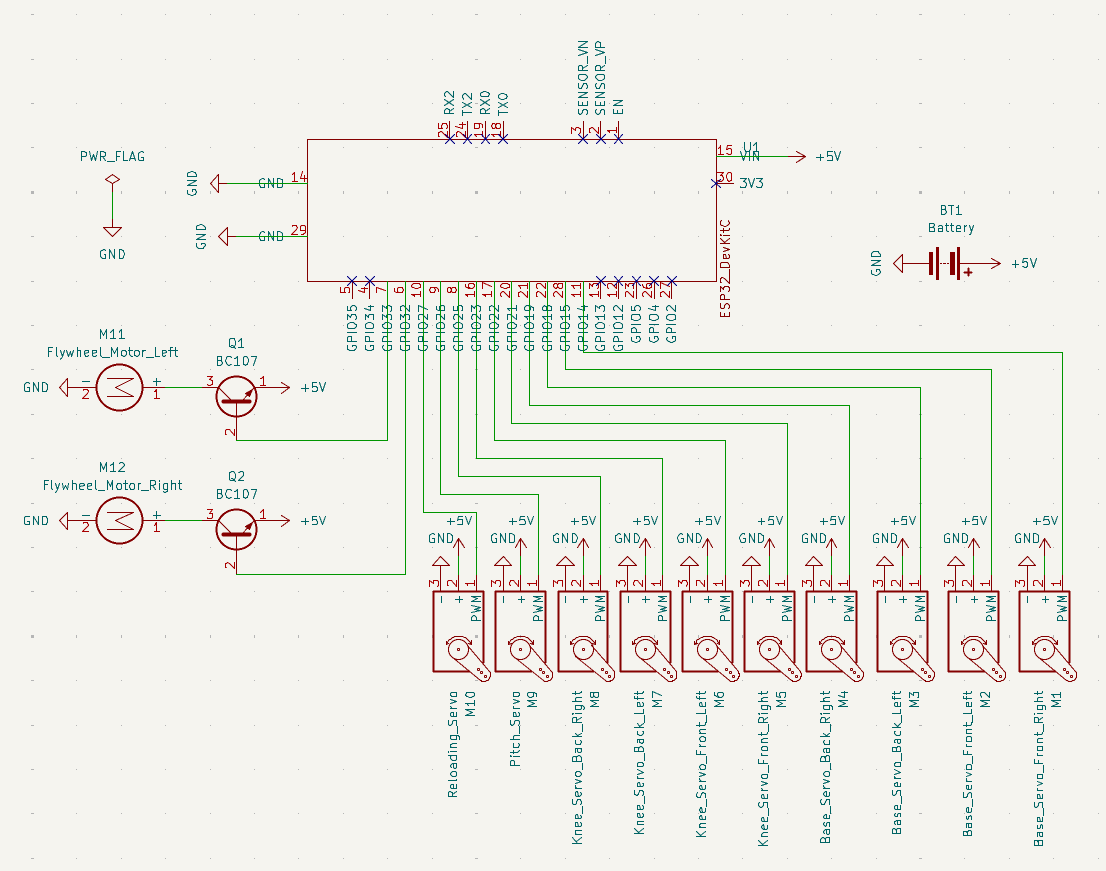 RX2
TX2
RX0
TX0
SENSOR_VN
SENSOR_VP
EN
25
24
19
18
3
2
1
PWR_FLAG
GND
GND
GND
14
GND
GND
29
15
VIN
U1
+5V
30
3V3
ESP32_DevKitC
BT1
Battery
GND
+
+5V
5
4
7
6
10
9
8
16
17
20
21
22
28
11
13
12
23
26
27
GPIO35
GPIO34
GPIO33
GPIO32
GPIO27
GPIO26
GPIO25
GPIO23
GPIO22
GPIO21
GPIO19
GPIO18
GPIO15
GPIO14
GPIO13
GPIO12
GPIO5
GPIO4
GPIO2
M11
Flywheel_Motor_Left
GND
-
2
+
1
Q1
BC107
3
1
2
+5V
M12
Flywheel_Motor_Right
GND
-
2
+
1
Q2
BC107
3
1
2
+5V
+5V
+5V
+5V
+5V
+5V
+5V
+5V
+5V
+5V
+5V
GND
GND
GND
GND
GND
GND
GND
GND
GND
GND
3 2 1
3 2 1
3 2 1
3 2 1
3 2 1
3 2 1
3 2 1
3 2 1
3 2 1
3 2 1
- + PWM
- + PWM
- + PWM
- + PWM
- + PWM
- + PWM
- + PWM
- + PWM
- + PWM
- + PWM
Reloading_Servo
M10
Pitch_Servo
M9
Knee_Servo_Back_Right
M8
Knee_Servo_Back_Left
M7
Knee_Servo_Front_Left
M6
Knee_Servo_Front_Right
M5
Base_Servo_Back_Right
M4
Base_Servo_Back_Left
M3
Base_Servo_Front_Left
M2
Base_Servo_Front_Right
M1